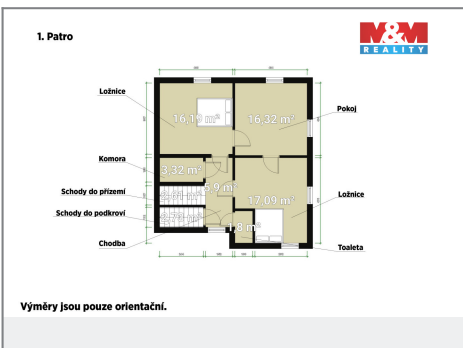 1. Patro
M&M
REALITY
Ložnice
16,19 m²
16,32 m²
Pokoj
Komora
3,32 m²
5,9 m²
Schody do přízemí
17,09 m²
Ložnice
Schody do podkroví
1,8 m²
Chodba
Toaleta
Výměry jsou pouze orientační.